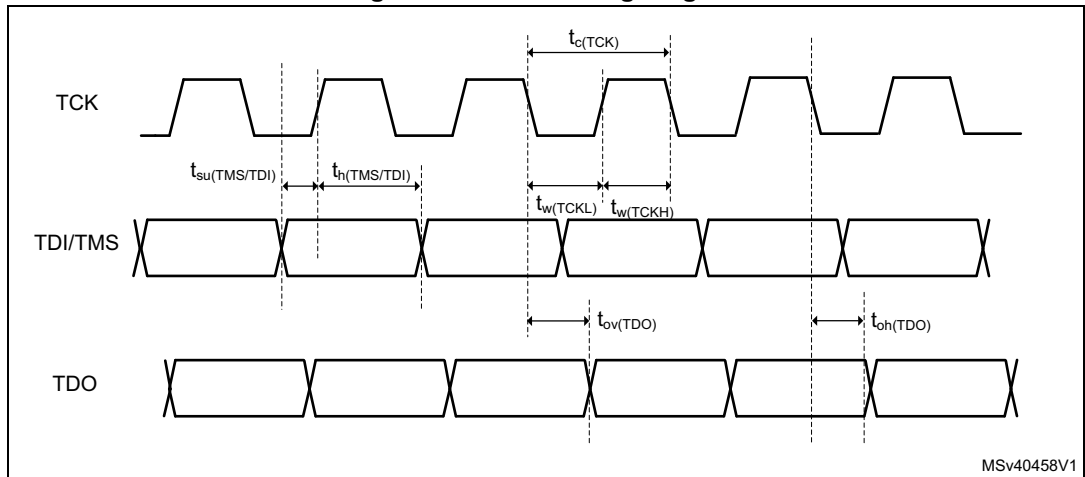 tc(TCK)
TCK
tsu(TMS/TDI)
th(TMS/TDI)
tw(TCKL)
tw(TCKH)
TDI/TMS
tov(TDO)
toh(TDO)
TDO
MSv40458V1